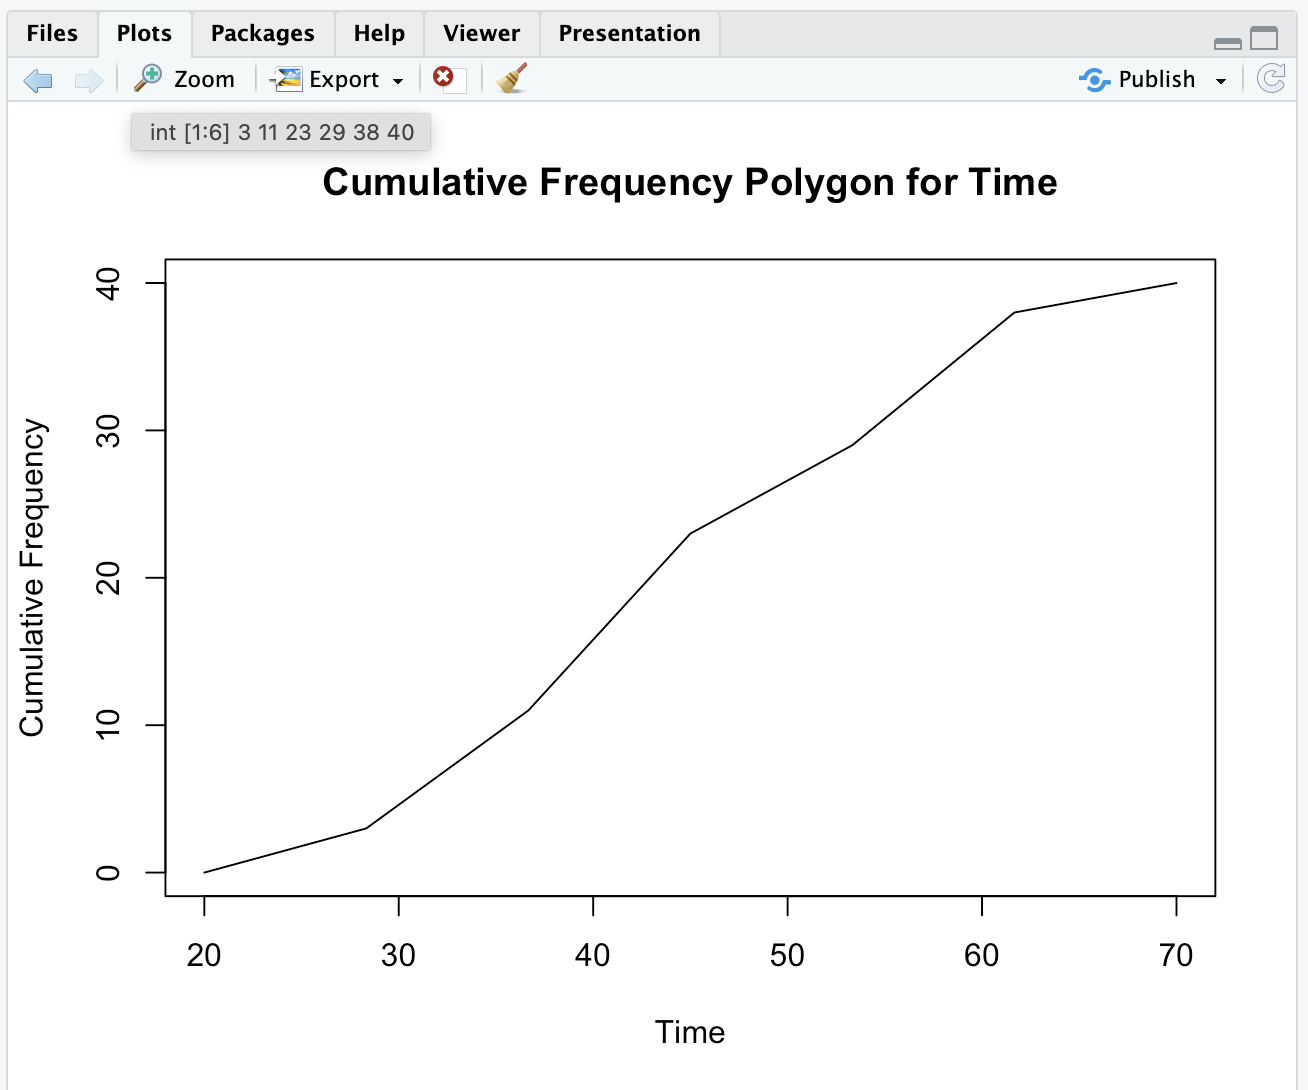 Files Plots Packages Help Viewer Presentation
Zoom Export Publish
int [1:6] 3 11 23 29 38 40
Cumulative Frequency Polygon for Time
Cumulative Frequency
40
30
20
10
0
20 30 40 50 60 70
Time